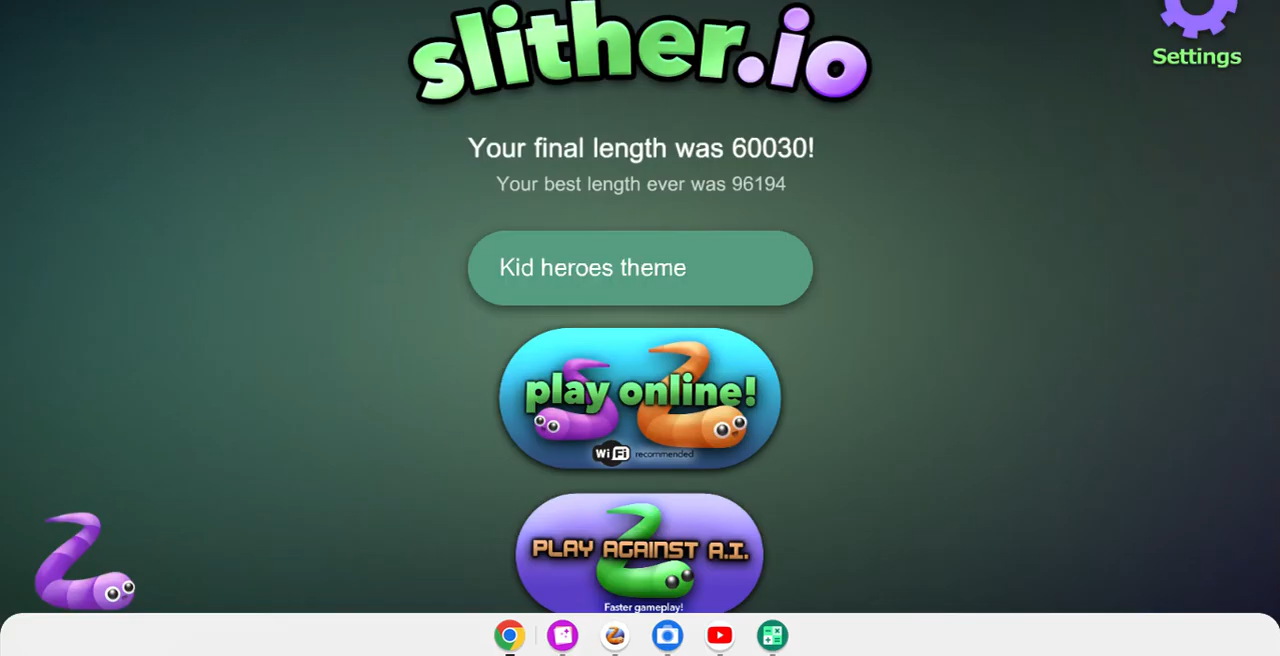 slither.io
Settings
Your final length was 60030!
Your best length ever was 96194
Kid heroes theme
play online!
WiFi recommended
PLAY AGAINST A.I.
Faster gameplay!